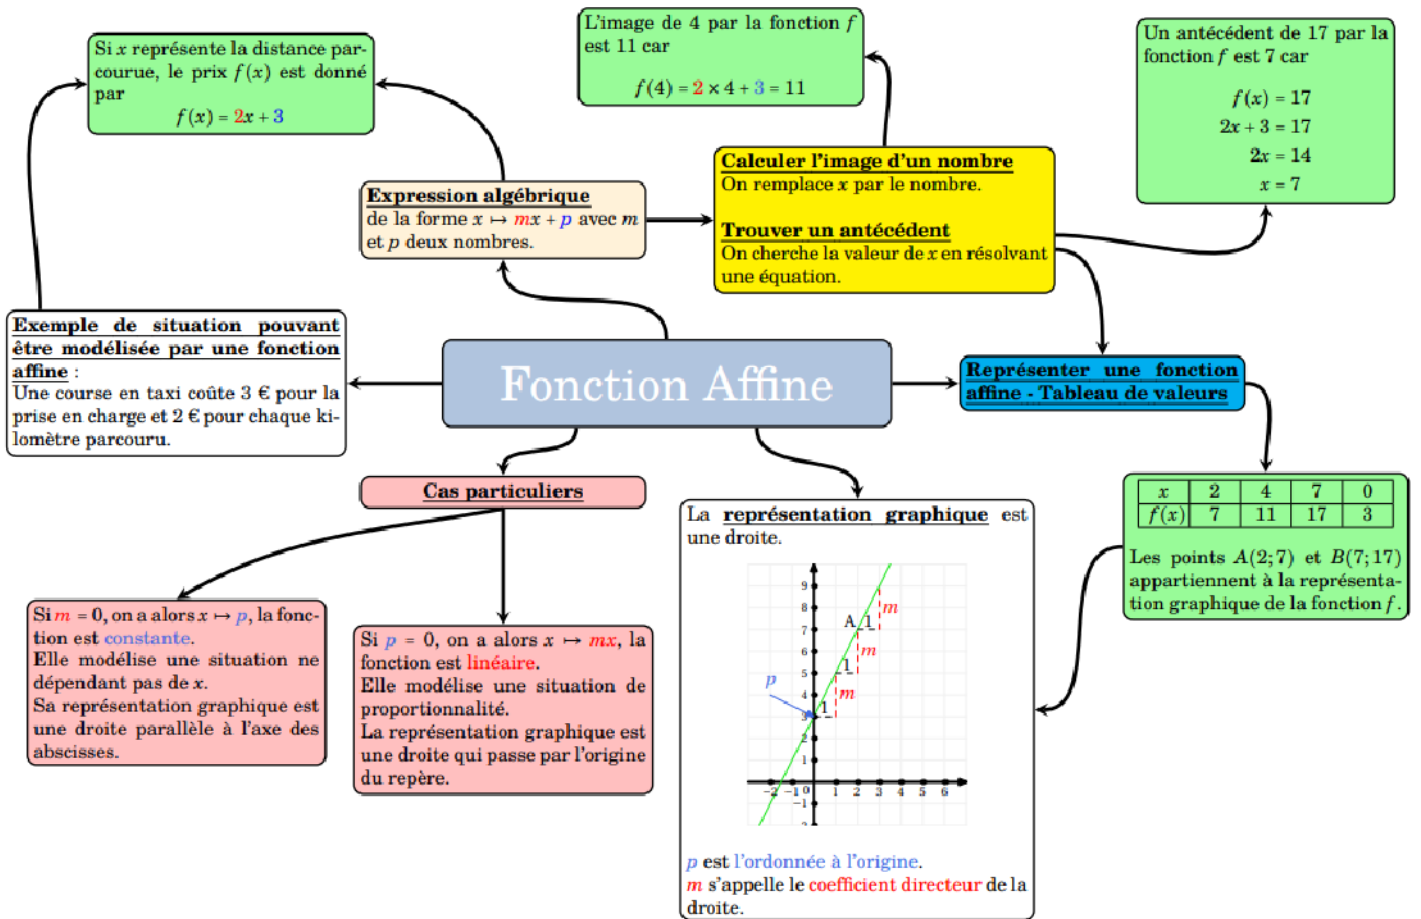 L'image de 4 par la fonction f
est 11 car
f(4) = 2 × 4 + 3 = 11
Un antécédent de 17 par la
fonction f est 7 car
f(x) = 17
2x + 3 = 17
2x = 14
x = 7
Si x représente la distance par-
courue, le prix f(x) est donné
par
f(x) = 2x + 3
Calculer l'image d'un nombre
On remplace x par le nombre.
Trouver un antécédent
On cherche la valeur de x en résolvant
une équation.
Expression algébrique
de la forme x ↦ mx + p avec m
et p deux nombres.
Exemple de situation pouvant
être modélisée par une fonction
affine :
Une course en taxi coûte 3 € pour la
prise en charge et 2 € pour chaque ki-
lomètre parcouru.
Fonction Affine
Représenter une fonction
affine - Tableau de valeurs
Cas particuliers
x 2 4 7 0
f(x) 7 11 17 3
Les points A(2;7) et B(7;17)
appartiennent à la représenta-
tion graphique de la fonction f.
Si m = 0, on a alors x ↦ p, la fonc-
tion est constante.
Elle modélise une situation ne
dépendant pas de x.
Sa représentation graphique est
une droite parallèle à l'axe des
abscisses.
Si p = 0, on a alors x ↦ mx, la
fonction est linéaire.
Elle modélise une situation de
proportionnalité.
La représentation graphique est
une droite qui passe par l'origine
du repère.
La représentation graphique est
une droite.
9
8 m
A 1
7
6 m
1
5
p 4 m
1
3
2
1
−2 −1 0 1 2 3 4 5 6
−1
p est l'ordonnée à l'origine.
m s'appelle le coefficient directeur de la
droite.